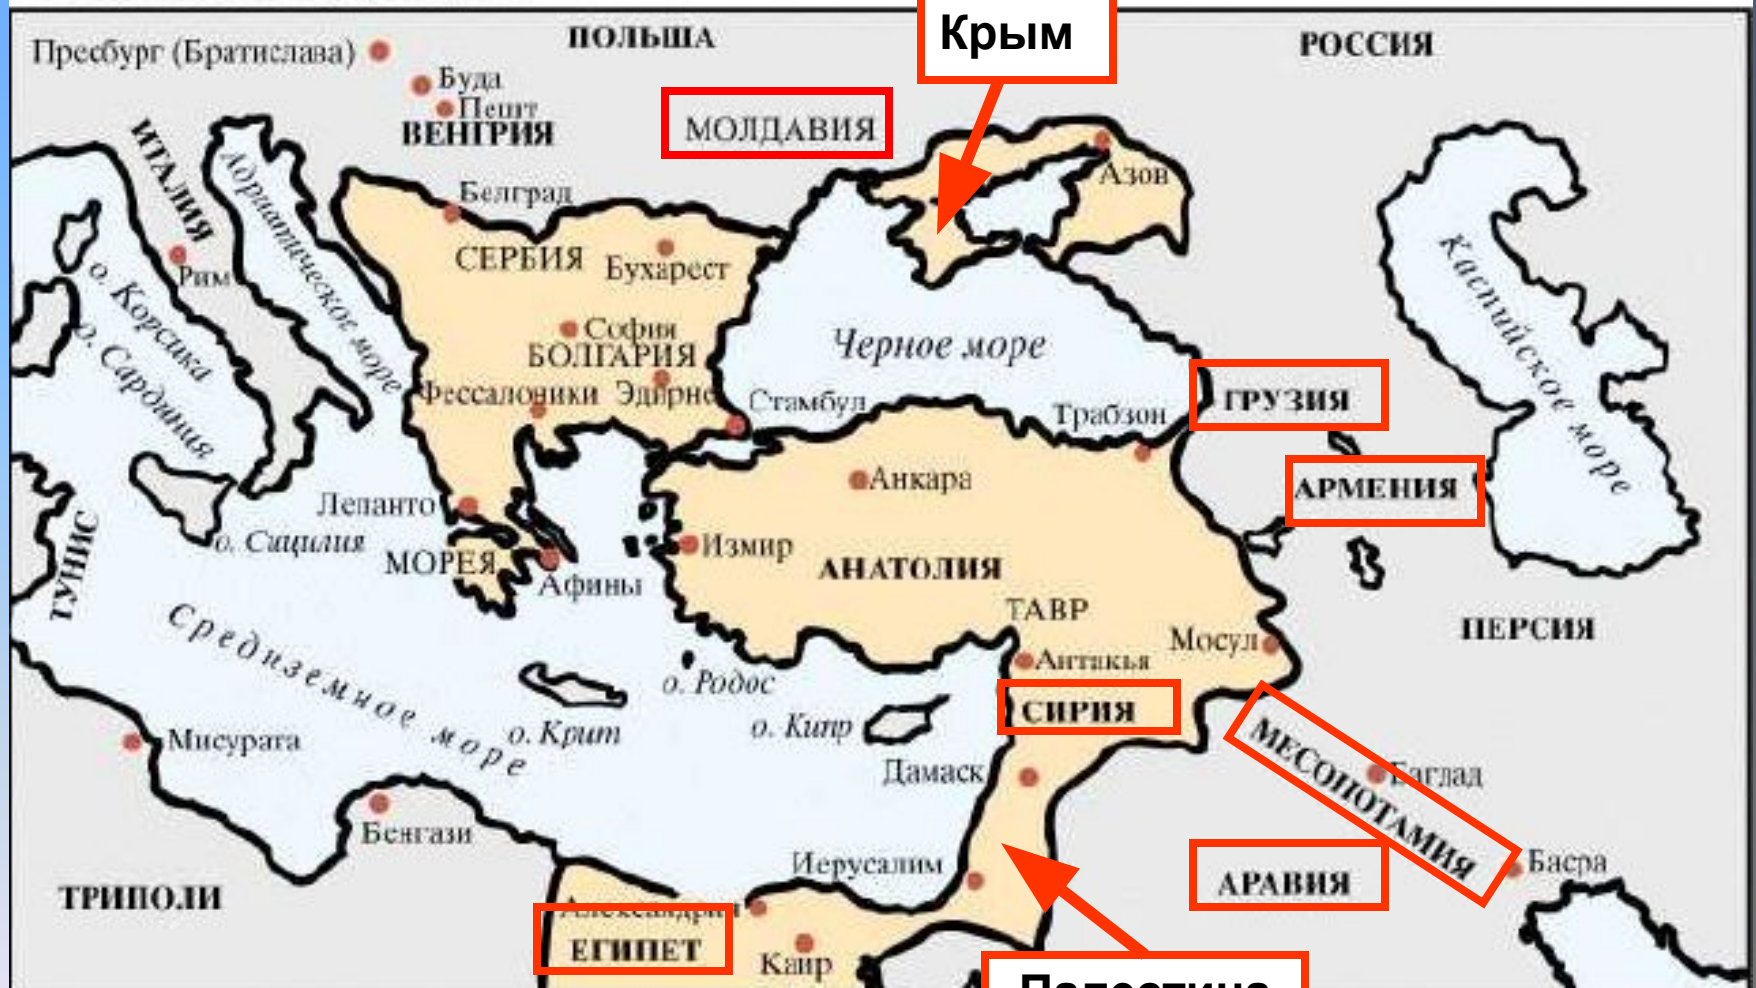 Крым
ПОЛЬША
РОССИЯ
Пресбург (Братислава)
Буда
Пешт
ВЕНГРИЯ
МОЛДАВИЯ
ИТАЛИЯ
Адриатическое море
Азов
Белград
СЕРБИЯ
Бухарест
Рим
о. Корсика
о. Сардиния
Каспийское море
София
БОЛГАРИЯ
Черное море
Фессалоники
Эдирне
Стамбул
Трабзон
ГРУЗИЯ
Анкара
АРМЕНИЯ
Лепанто
о. Сицилия
ТУНИС
МОРЕЯ
Афины
Измир
АНАТОЛИЯ
ТАВР
Мосул
ПЕРСИЯ
Средиземное море
Антакья
о. Родос
СИРИЯ
о. Крит
о. Кипр
Мисурата
МЕСОПОТАМИЯ
Дамаск
Баглад
Бенгази
Иерусалим
Басра
ТРИПОЛИ
АРАВИЯ
Александрия
ЕГИПЕТ
Каир
Палестина